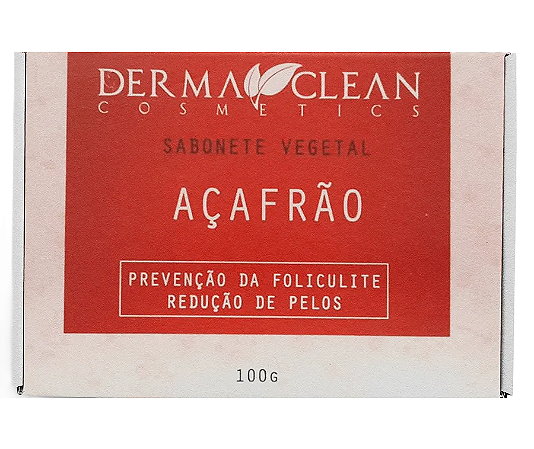 DERMA CLEAN
COSMETICS
SABONETE VEGETAL
AÇAFRÃO
PREVENÇÃO DA FOLICULITE
REDUÇÃO DE PELOS
100G